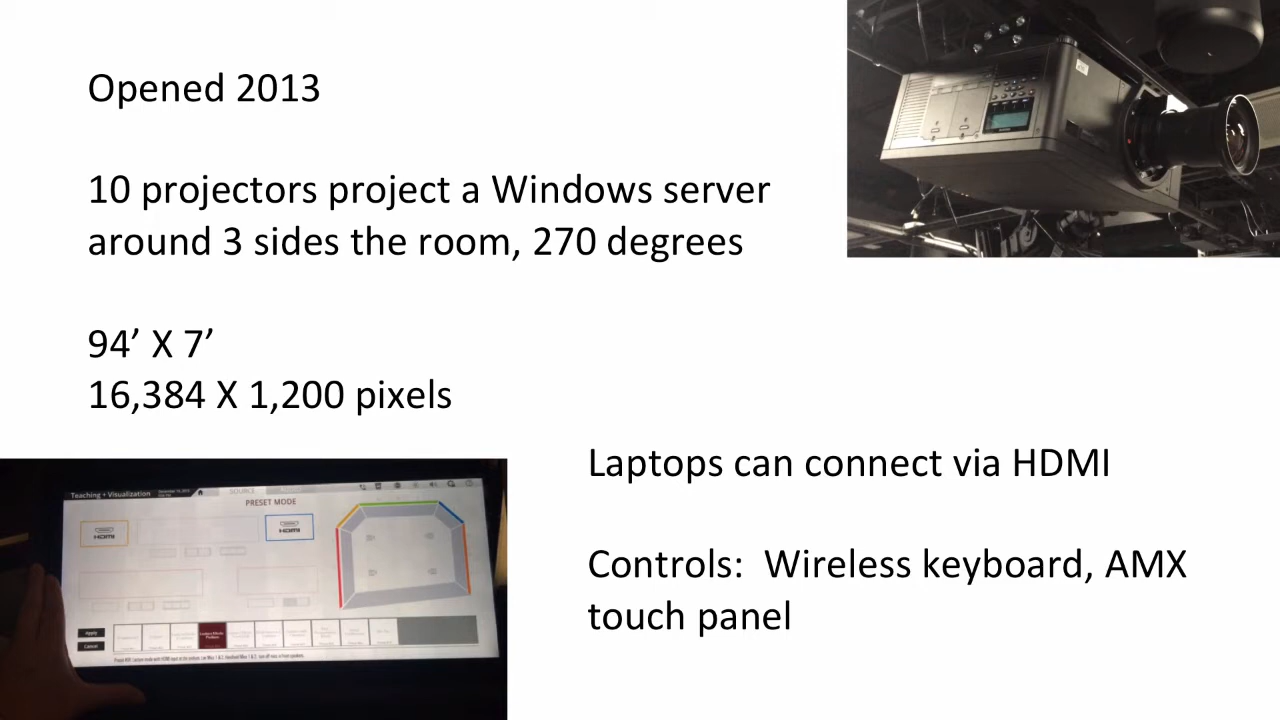 Opened 2013
10 projectors project a Windows server
around 3 sides the room, 270 degrees
94’ X 7’
16,384 X 1,200 pixels
Laptops can connect via HDMI
Controls:  Wireless keyboard, AMX
touch panel
Teaching + Visualization
SOURCE
PRESET MODE
HDMI
HDMI
Apply
Cancel